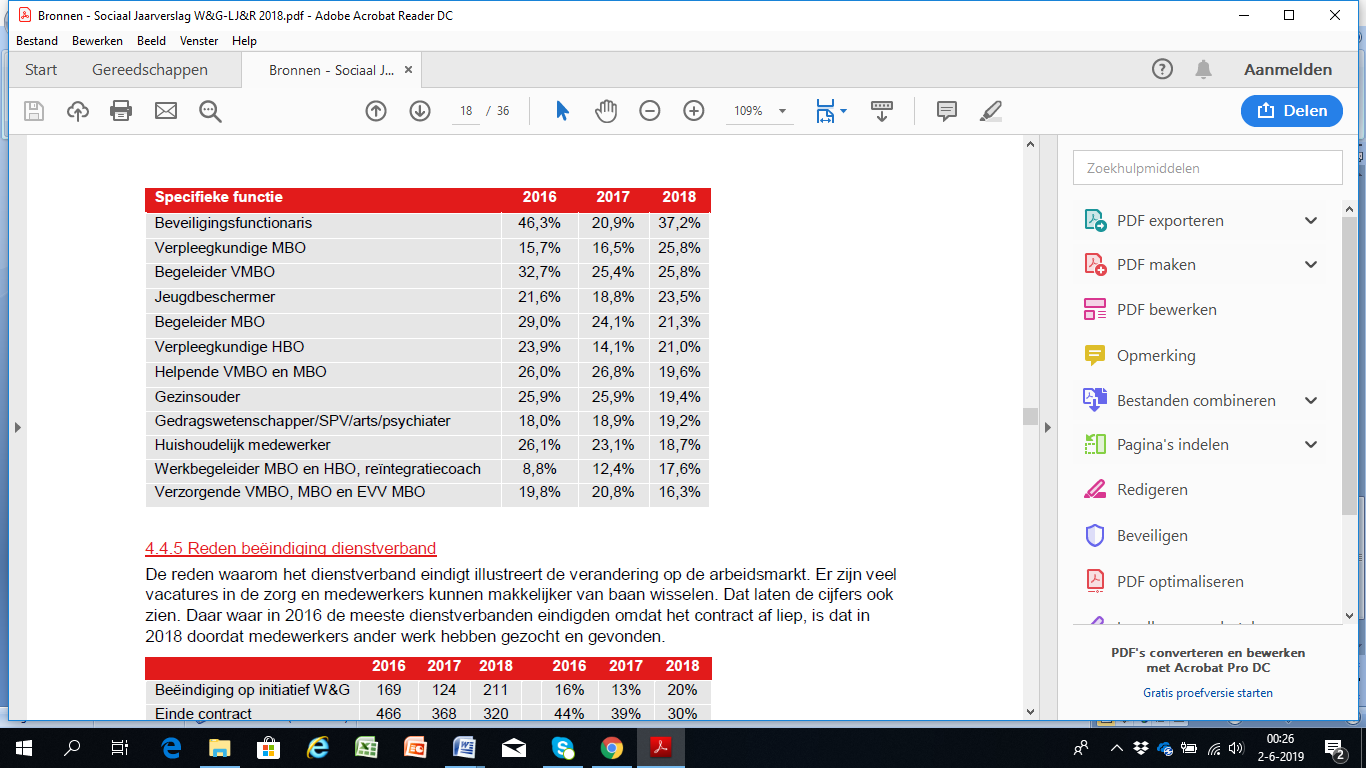 Bronnen - Sociaal Jaarverslag W&G-LJ&R 2018.pdf - Adobe Acrobat Reader DC
Bestand Bewerken Beeld Venster Help
Start Gereedschappen Bronnen - Sociaal J... × Aanmelden
18 / 36 109% Delen
Specifieke functie 2016 2017 2018
Beveiligingsfunctionaris 46,3% 20,9% 37,2%
Verpleegkundige MBO 15,7% 16,5% 25,8%
Begeleider VMBO 32,7% 25,4% 25,8%
Jeugdbeschermer 21,6% 18,8% 23,5%
Begeleider MBO 29,0% 24,1% 21,3%
Verpleegkundige HBO 23,9% 14,1% 21,0%
Helpende VMBO en MBO 26,0% 26,8% 19,6%
Gezinsouder 25,9% 25,9% 19,4%
Gedragswetenschapper/SPV/arts/psychiater 18,0% 18,9% 19,2%
Huishoudelijk medewerker 26,1% 23,1% 18,7%
Werkbegeleider MBO en HBO, reïntegratiecoach 8,8% 12,4% 17,6%
Verzorgende VMBO, MBO en EVV MBO 19,8% 20,8% 16,3%
4.4.5 Reden beëindiging dienstverband
De reden waarom het dienstverband eindigt illustreert de verandering op de arbeidsmarkt. Er zijn veel
vacatures in de zorg en medewerkers kunnen makkelijker van baan wisselen. Dat laten de cijfers ook
zien. Daar waar in 2016 de meeste dienstverbanden eindigden omdat het contract af liep, is dat in
2018 doordat medewerkers ander werk hebben gezocht en gevonden.
2016 2017 2018 2016 2017 2018
Beëindiging op initiatief W&G 169 124 211 16% 13% 20%
Einde contract 466 368 320 44% 39% 30%
Zoekhulpmiddelen
PDF exporteren
PDF maken
PDF bewerken
Opmerking
Bestanden combineren
Pagina's indelen
Redigeren
Beveiligen
PDF optimaliseren
PDF's converteren en bewerken
met Acrobat Pro DC
Gratis proefversie starten
00:26
2-6-2019
2